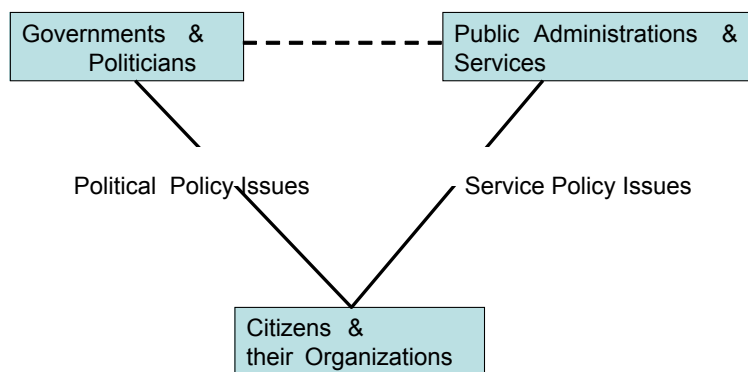 Governments &
Politicians
Public Administrations &
Services
Political Policy Issues
Service Policy Issues
Citizens &
their Organizations